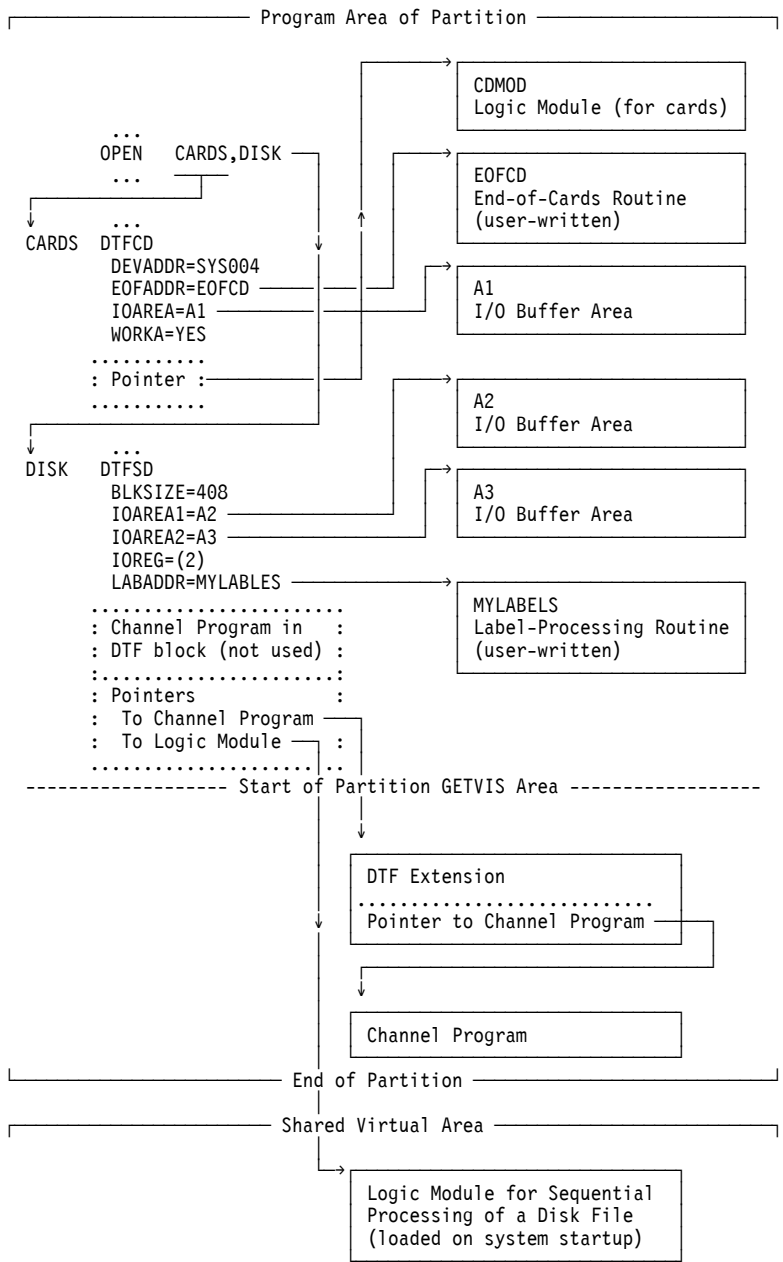 Program Area of Partition
CDMOD
Logic Module (for cards)
...
OPEN CARDS,DISK
...
EOFCD
End-of-Cards Routine
(user-written)
...
CARDS DTFCD
DEVADDR=SYS004
EOFADDR=EOFCD
IOAREA=A1
WORKA=YES
A1
I/O Buffer Area
...........
: Pointer :
...........
A2
I/O Buffer Area
...
DISK DTFSD
BLKSIZE=408
IOAREA1=A2
IOAREA2=A3
IOREG=(2)
LABADDR=MYLABLES
A3
I/O Buffer Area
MYLABELS
Label-Processing Routine
(user-written)
........................
: Channel Program in :
: DTF block (not used) :
:......................:
: Pointers :
: To Channel Program
: To Logic Module :
........................
------------------- Start of Partition GETVIS Area ------------------
DTF Extension
............................
Pointer to Channel Program
Channel Program
End of Partition
Shared Virtual Area
Logic Module for Sequential
Processing of a Disk File
(loaded on system startup)